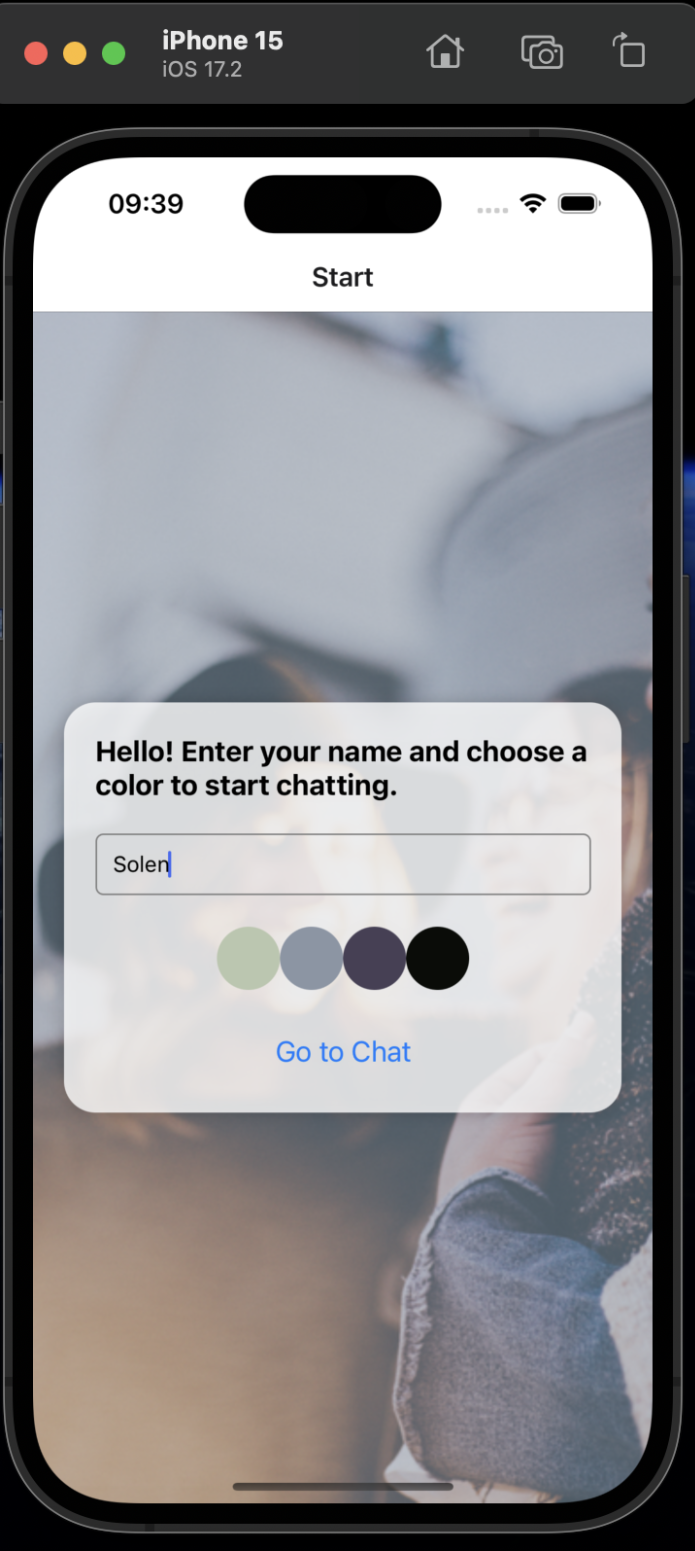 iPhone 15
iOS 17.2
09:39
Start
Hello! Enter your name and choose a
color to start chatting.
Solen
Go to Chat